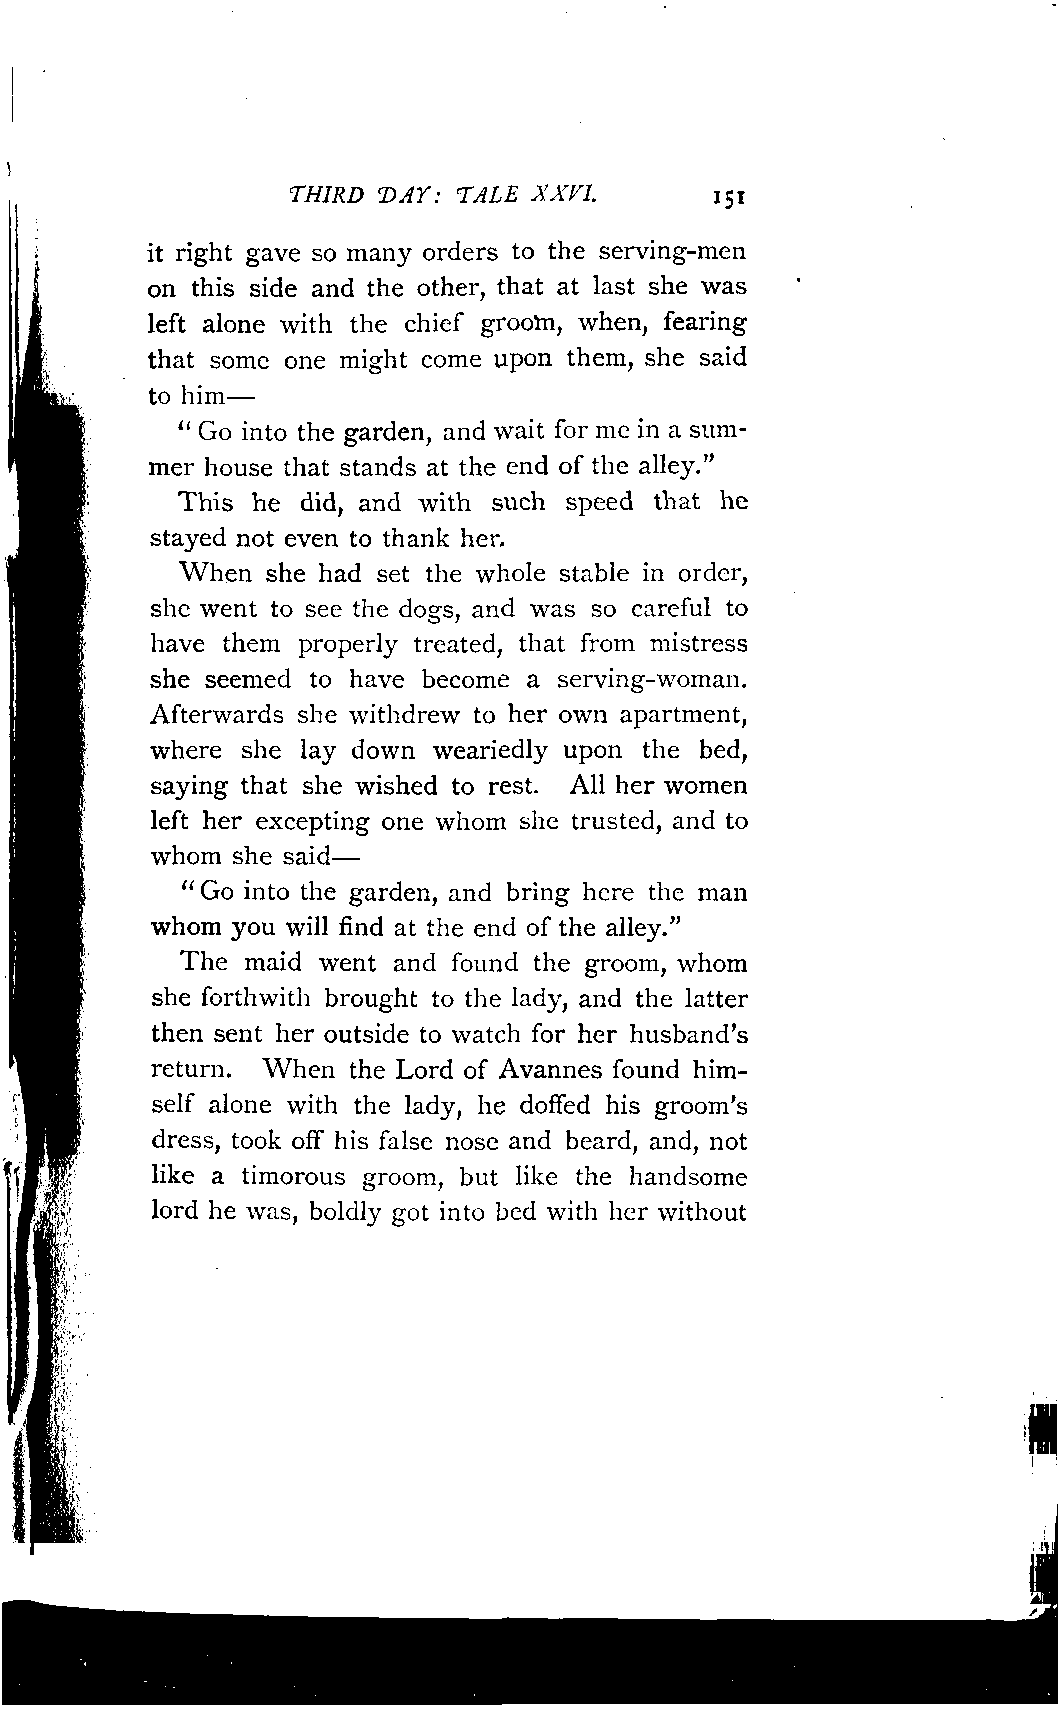 THIRD DAY: TALE XXVI. 151
it right gave so many orders to the serving-men
on this side and the other, that at last she was
left alone with the chief groom, when, fearing
that some one might come upon them, she said
to him—
“Go into the garden, and wait for me in a sum-
mer house that stands at the end of the alley.”
This he did, and with such speed that he
stayed not even to thank her.
When she had set the whole stable in order,
she went to see the dogs, and was so careful to
have them properly treated, that from mistress
she seemed to have become a serving-woman.
Afterwards she withdrew to her own apartment,
where she lay down weariedly upon the bed,
saying that she wished to rest. All her women
left her excepting one whom she trusted, and to
whom she said—
“Go into the garden, and bring here the man
whom you will find at the end of the alley.”
The maid went and found the groom, whom
she forthwith brought to the lady, and the latter
then sent her outside to watch for her husband’s
return. When the Lord of Avannes found him-
self alone with the lady, he doffed his groom’s
dress, took off his false nose and beard, and, not
like a timorous groom, but like the handsome
lord he was, boldly got into bed with her without